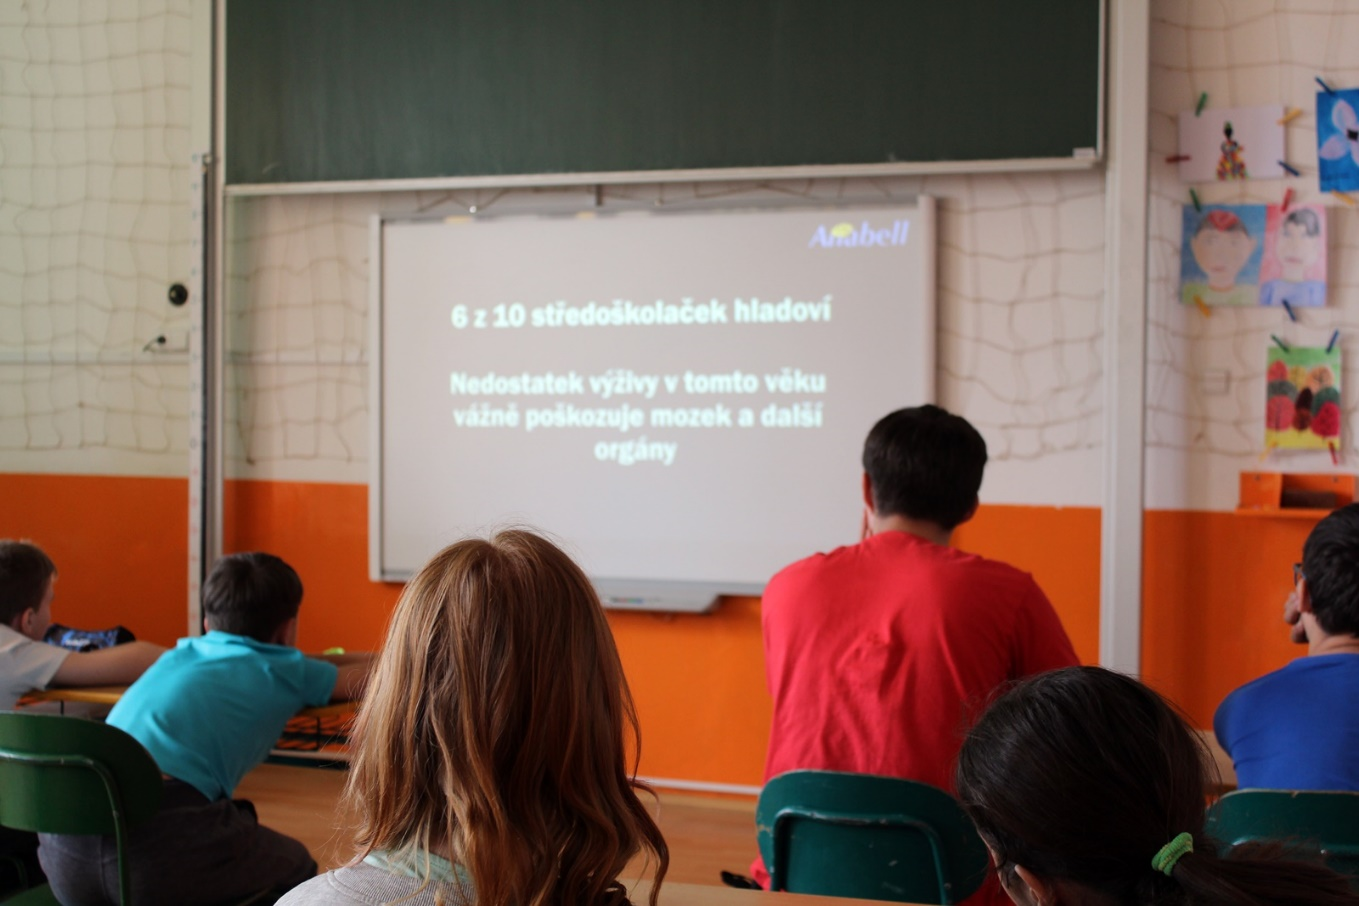 Anabell
6 z 10 středoškolaček hladoví
Nedostatek výživy v tomto věku
vážně poškozuje mozek a další
orgány